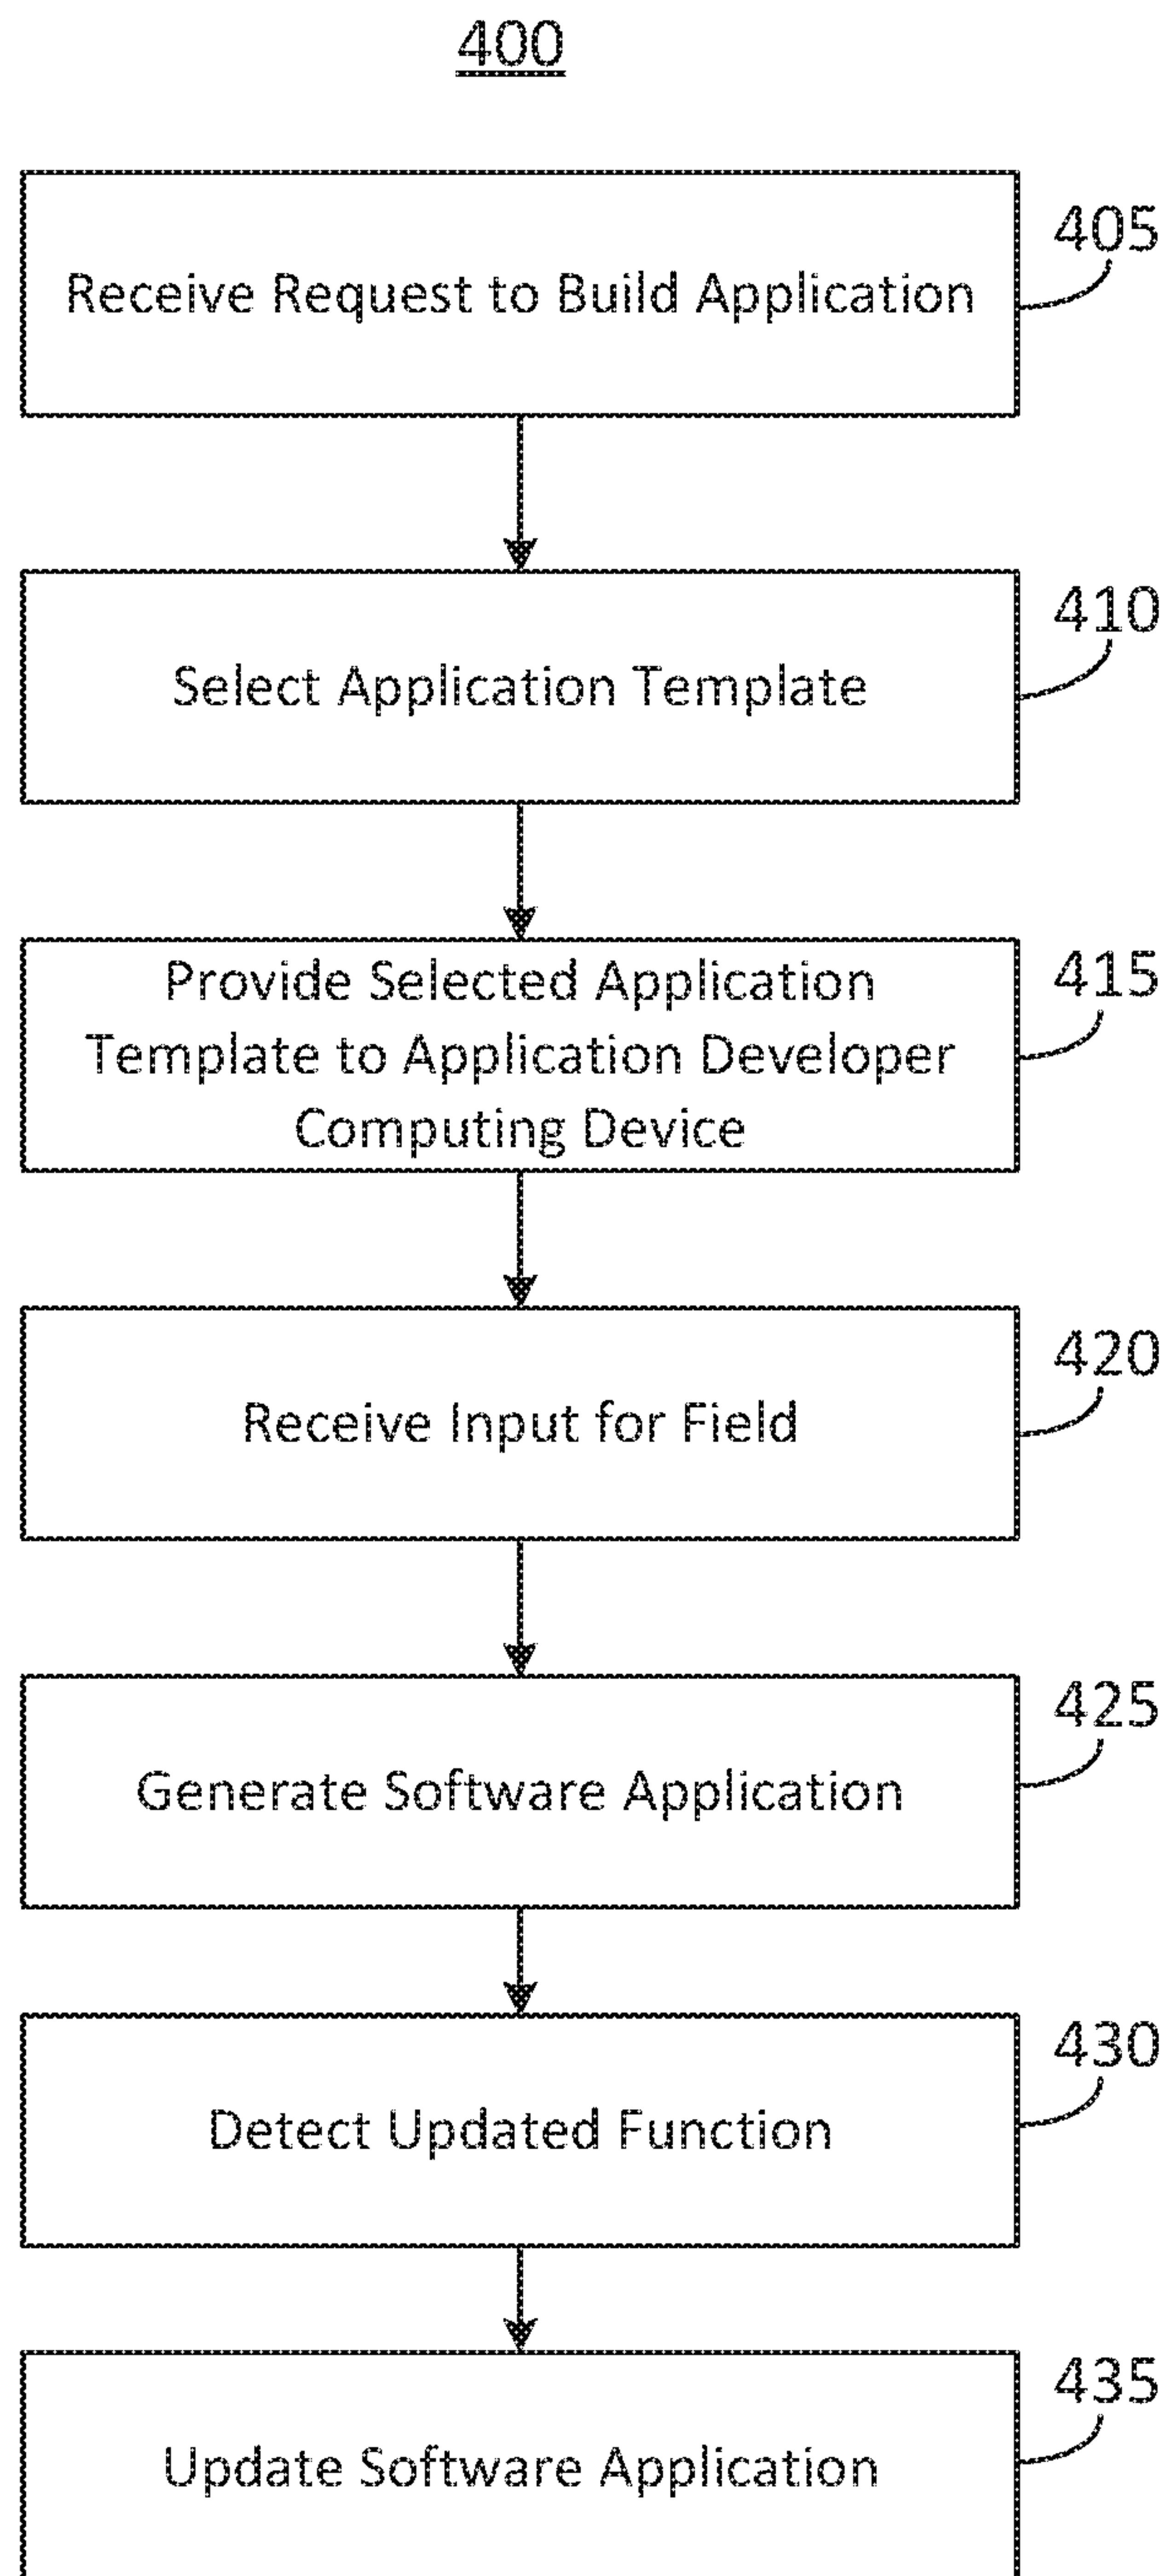 400
405
Receive Request to Build Application
410
Select Application Template
415
Provide Selected Application
Template to Application Developer
Computing Device
420
Receive Input for Field
425
Generate Software Application
430
Detect Updated Function
435
Update Software Application